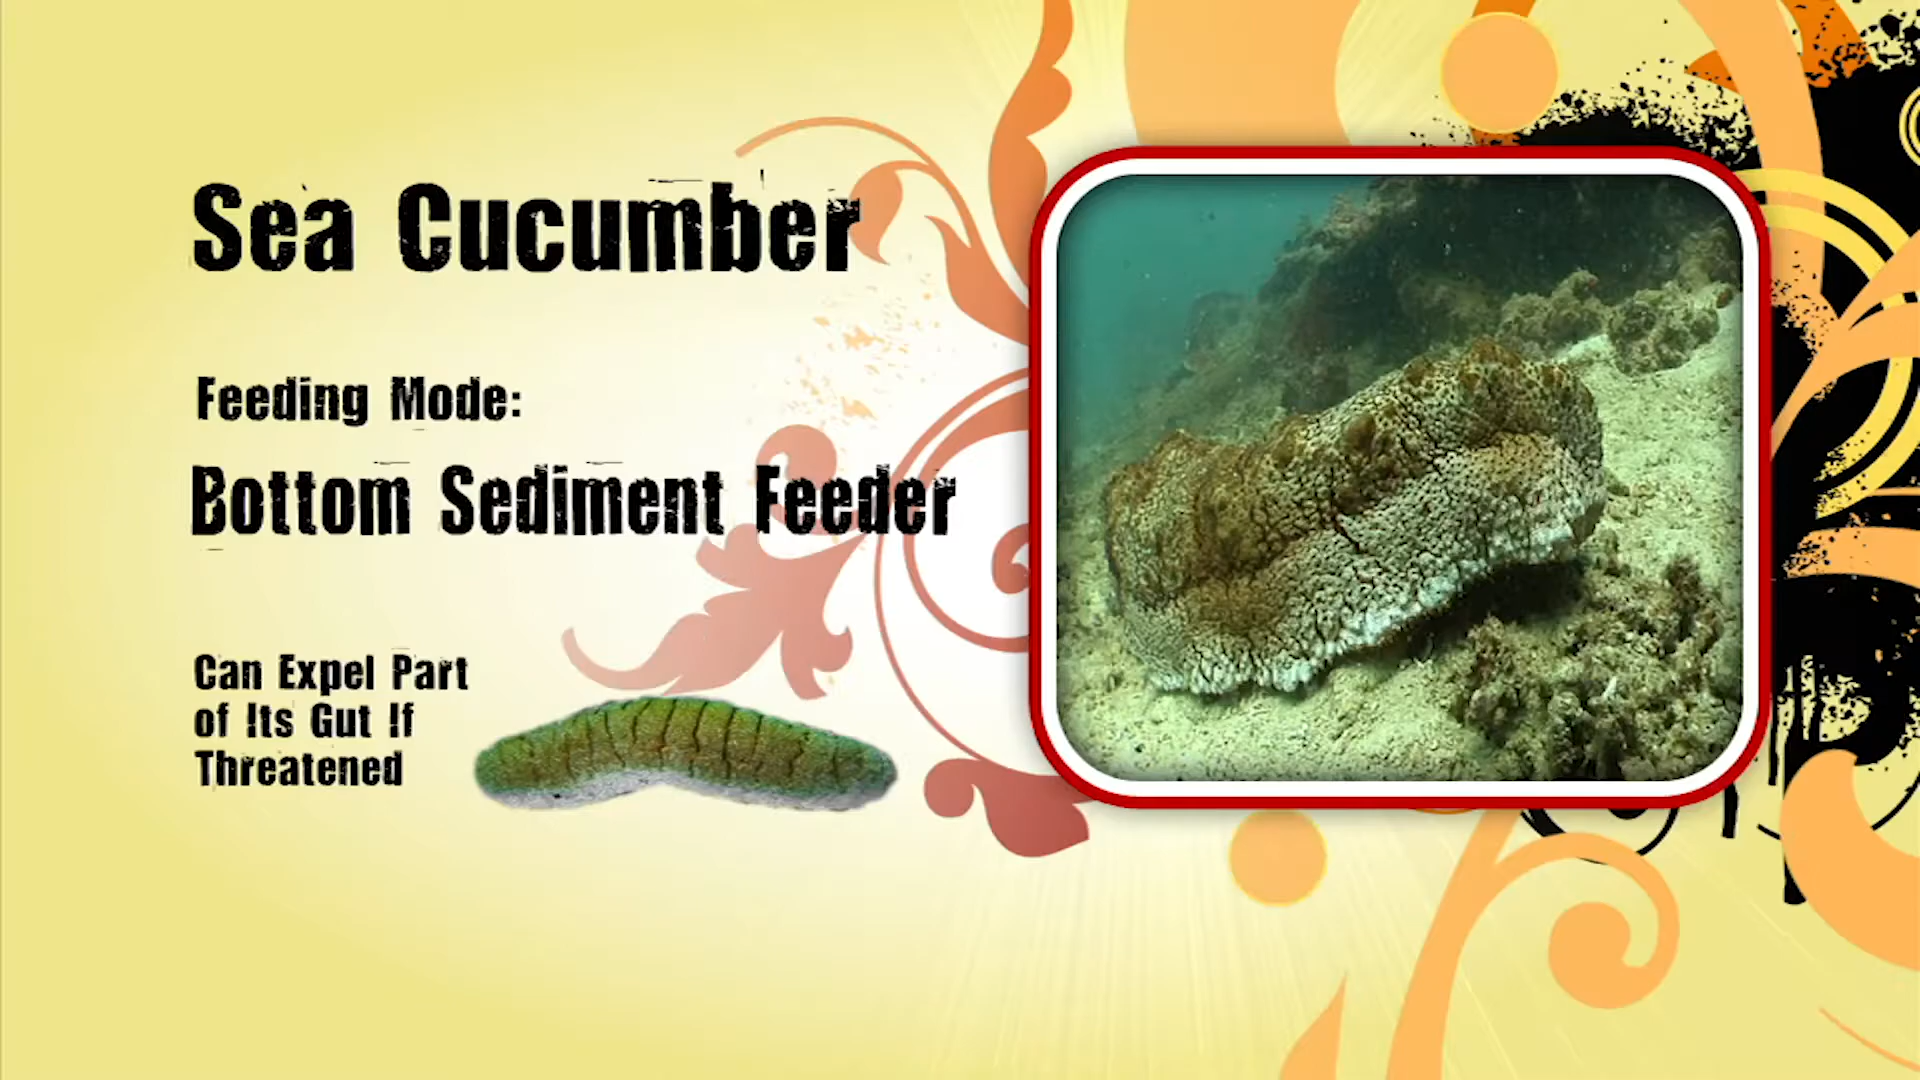 Sea Cucumber
Feeding Mode:
Bottom Sediment Feeder
Can Expel Part
of Its Gut If
Threatened